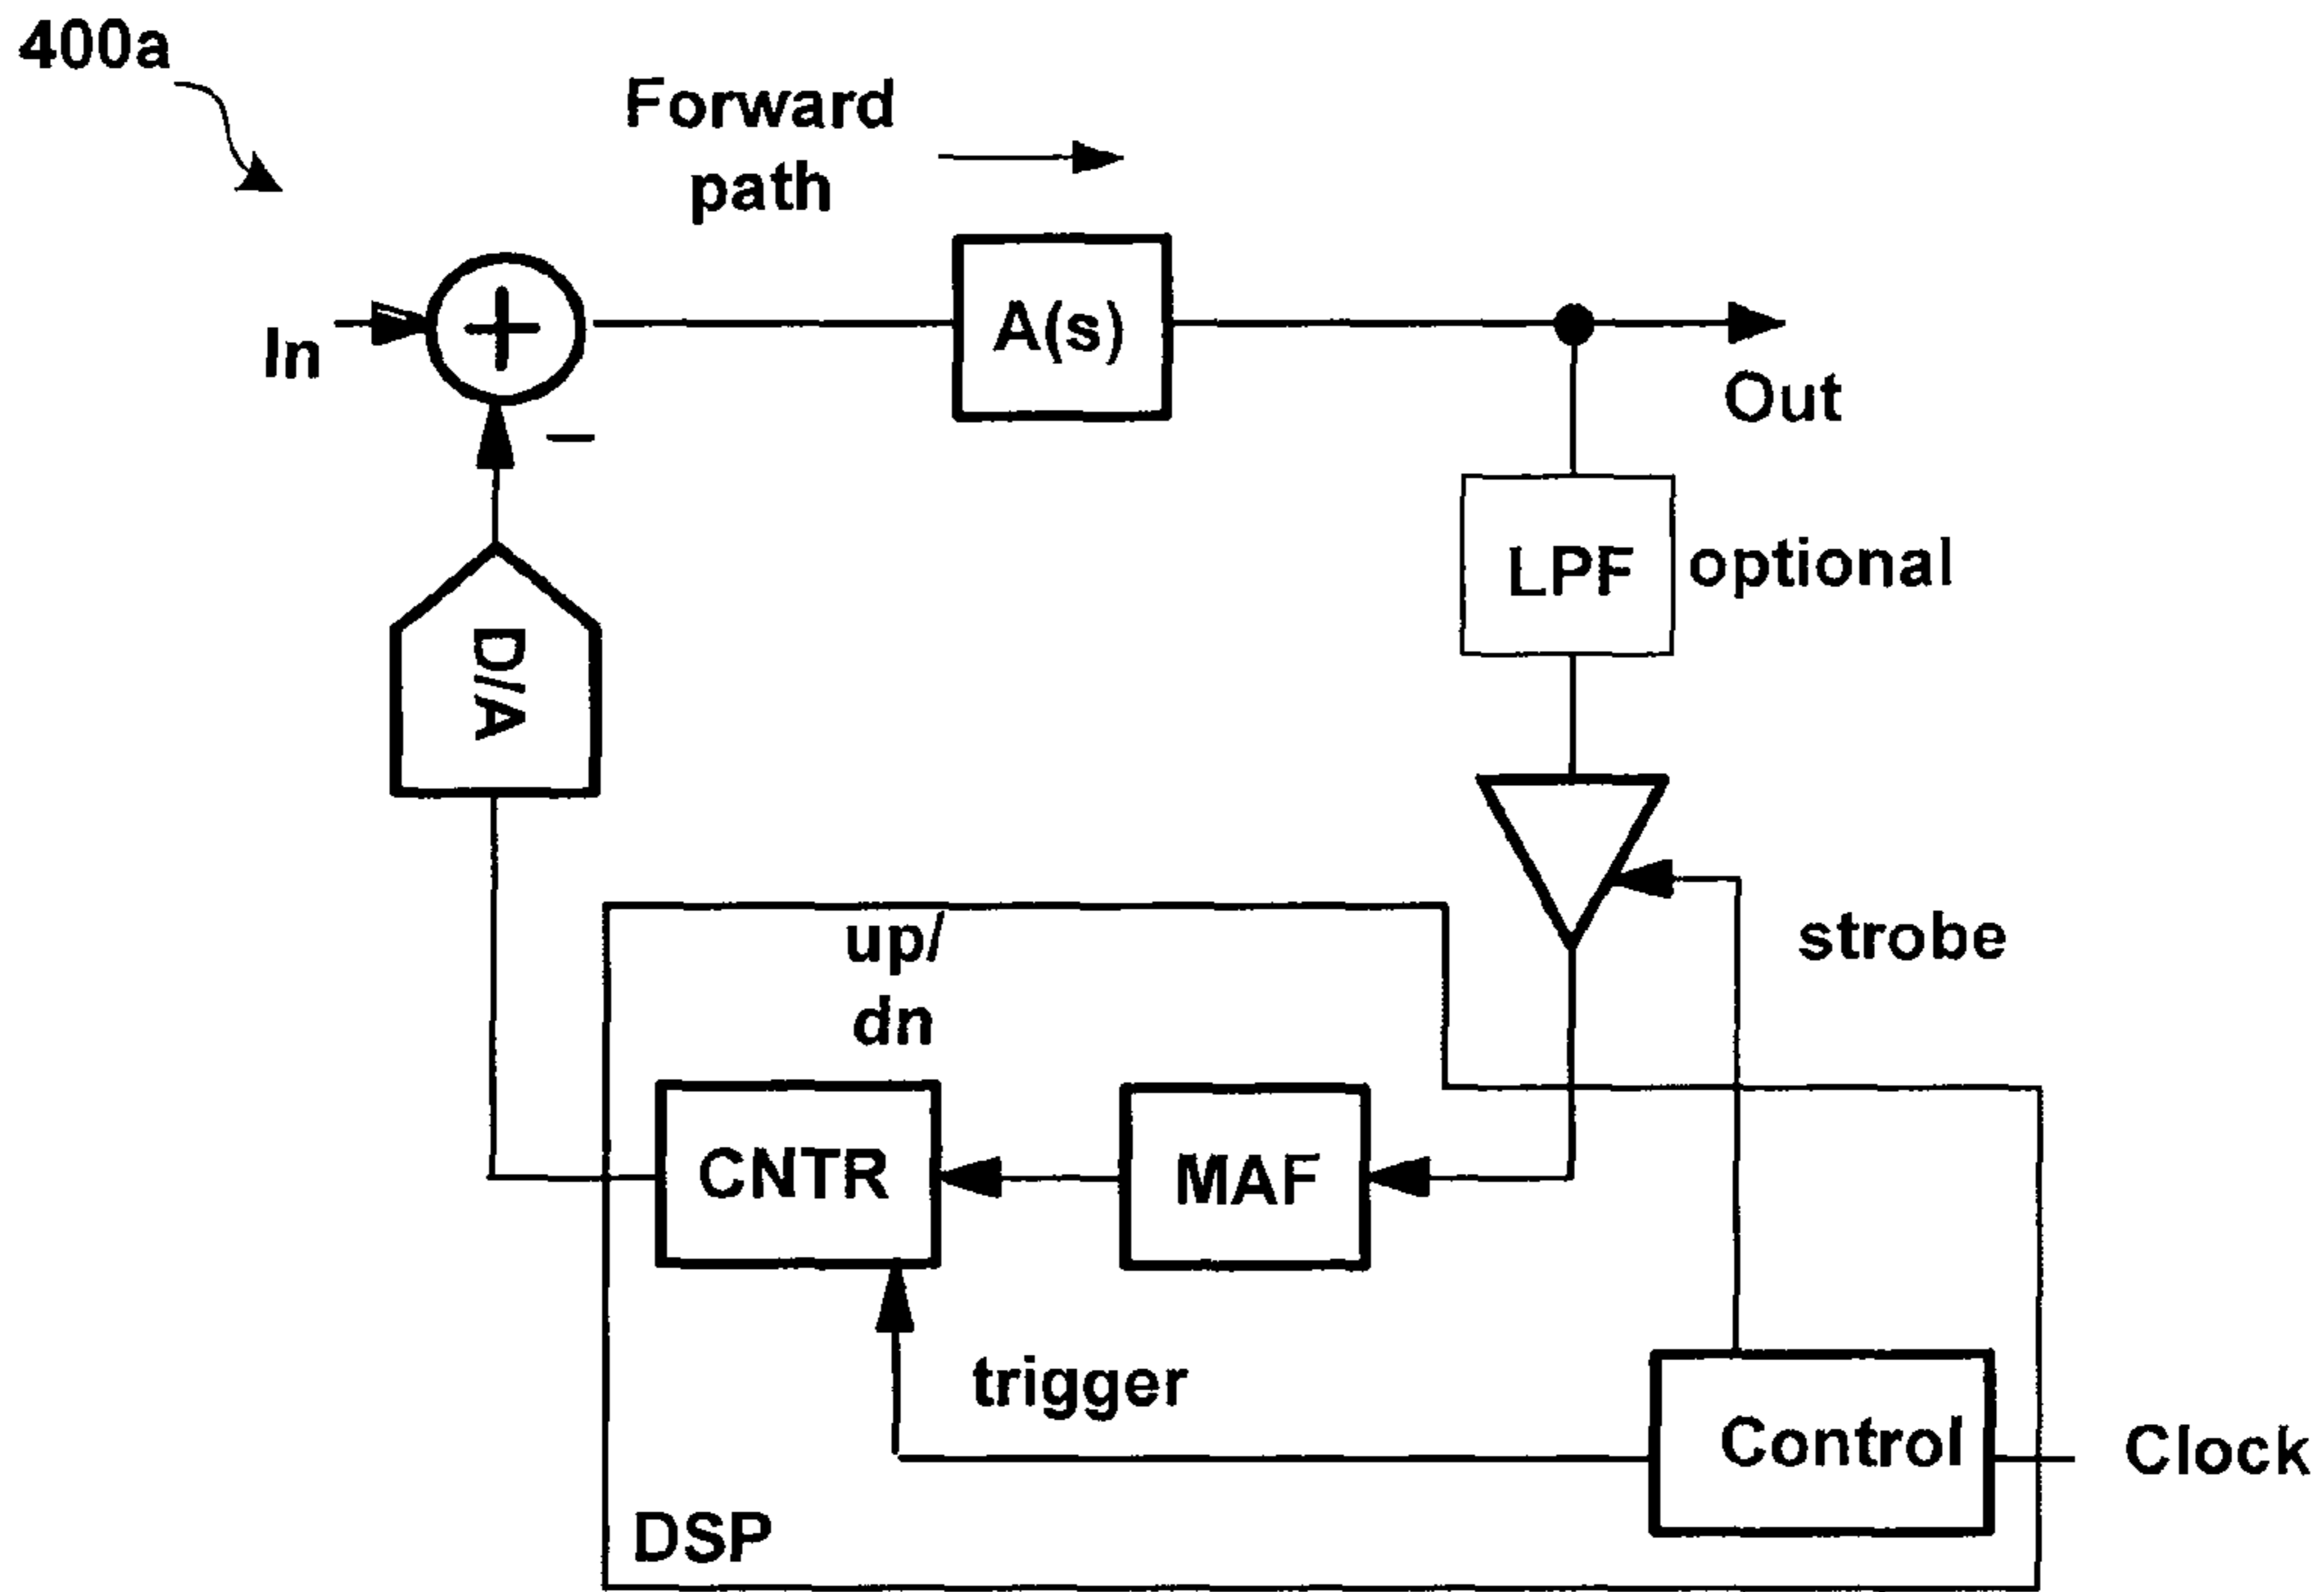 400a
Forward
path
In
+
A(s)
Out
−
LPF
optional
D/A
strobe
up/
dn
CNTR
MAF
trigger
Control
Clock
DSP